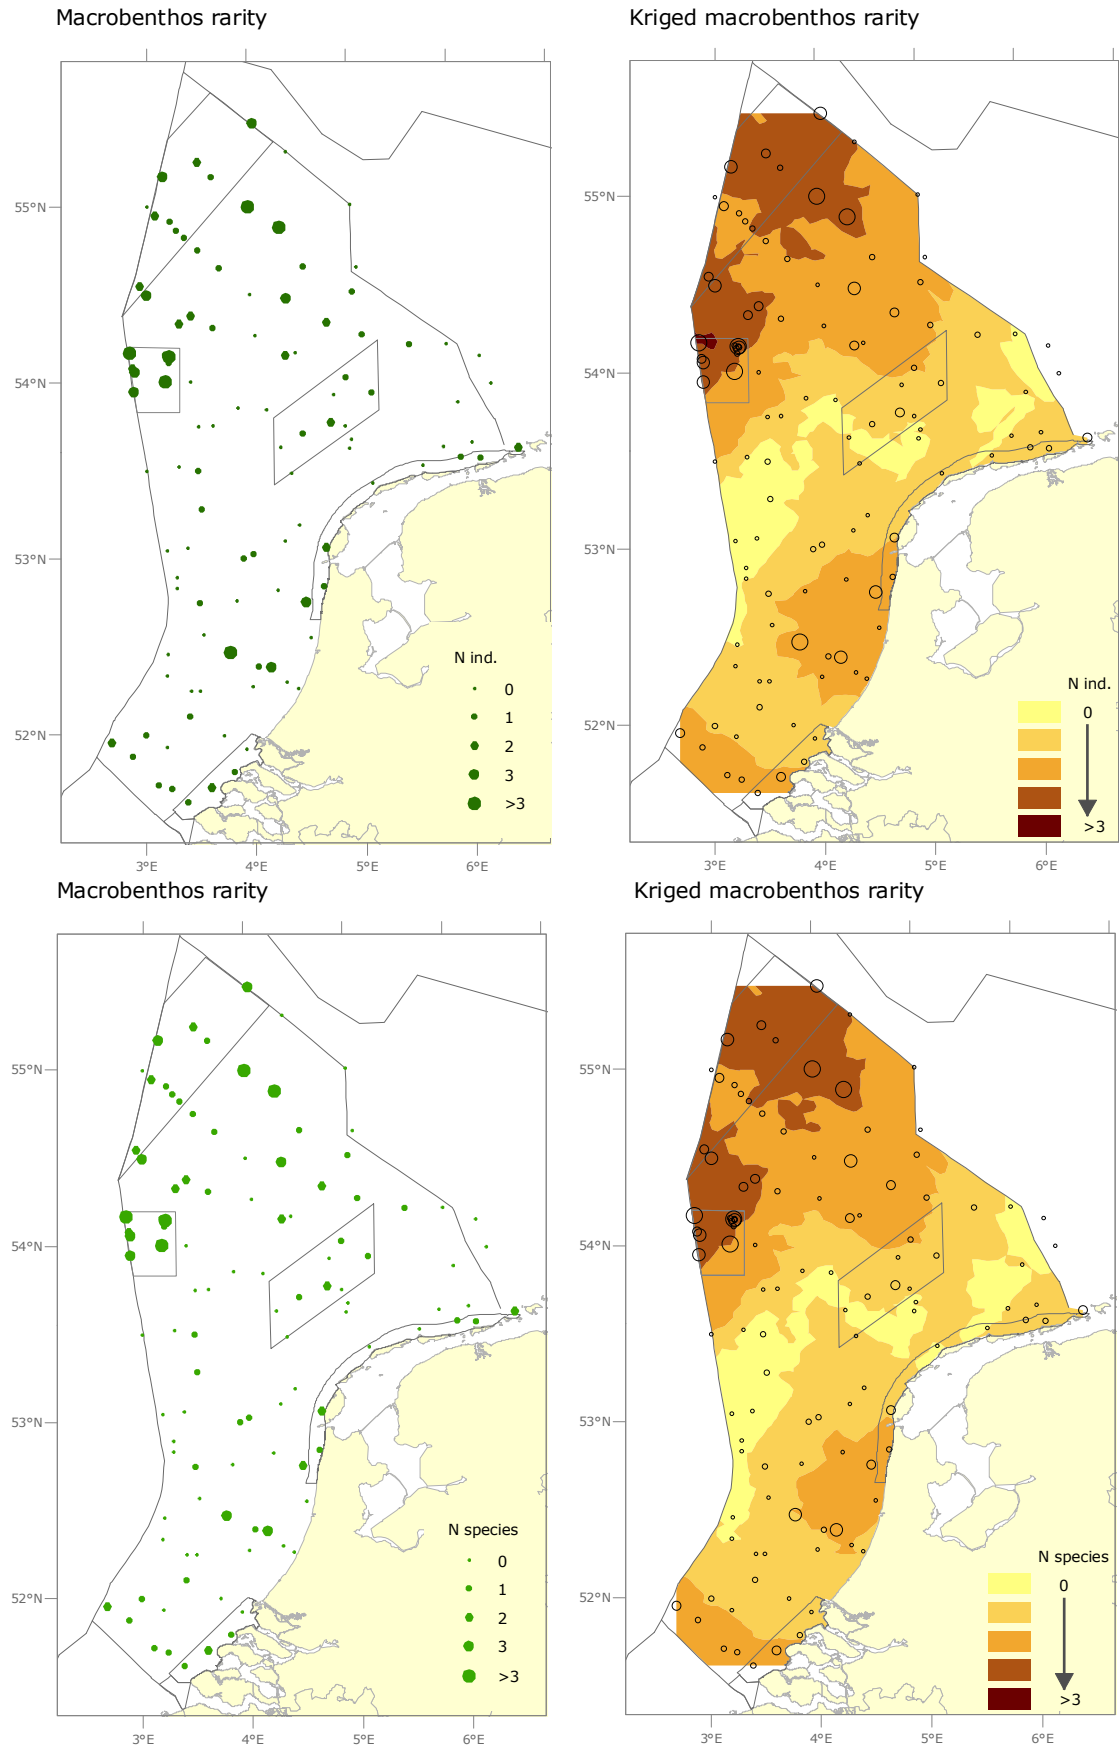 Macrobenthos rarity
Kriged macrobenthos rarity
55°N
54°N
53°N
52°N
3°E
4°E
5°E
6°E
N ind.
0
1
2
3
>3
55°N
54°N
53°N
52°N
3°E
4°E
5°E
6°E
N ind.
0
>3
Macrobenthos rarity
Kriged macrobenthos rarity
55°N
54°N
53°N
52°N
3°E
4°E
5°E
6°E
N species
0
1
2
3
>3
55°N
54°N
53°N
52°N
3°E
4°E
5°E
6°E
N species
0
>3